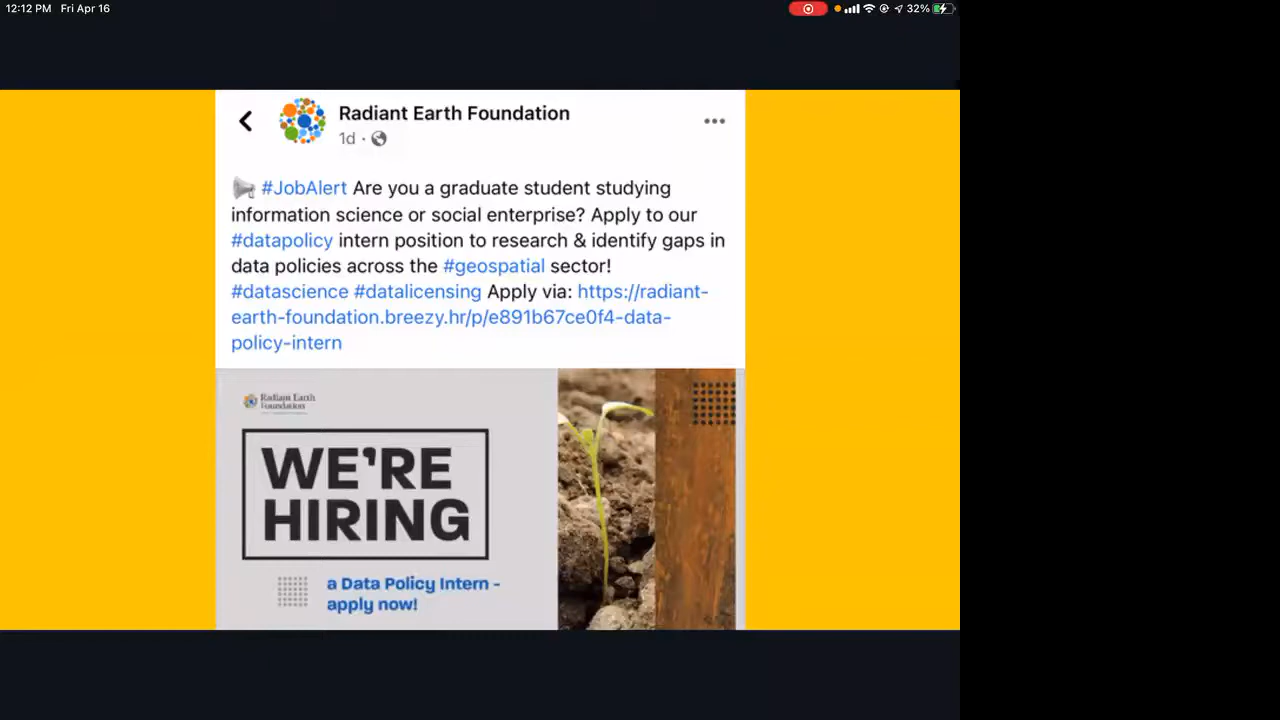 12:12 PM Fri Apr 16
32%
Radiant Earth Foundation
1d ·
#JobAlert Are you a graduate student studying
information science or social enterprise? Apply to our
#datapolicy intern position to research & identify gaps in
data policies across the #geospatial sector!
#datascience #datalicensing Apply via: https://radiant-
earth-foundation.breezy.hr/p/e891b67ce0f4-data-
policy-intern
Radiant Earth
Foundation
WE'RE
HIRING
a Data Policy Intern -
apply now!